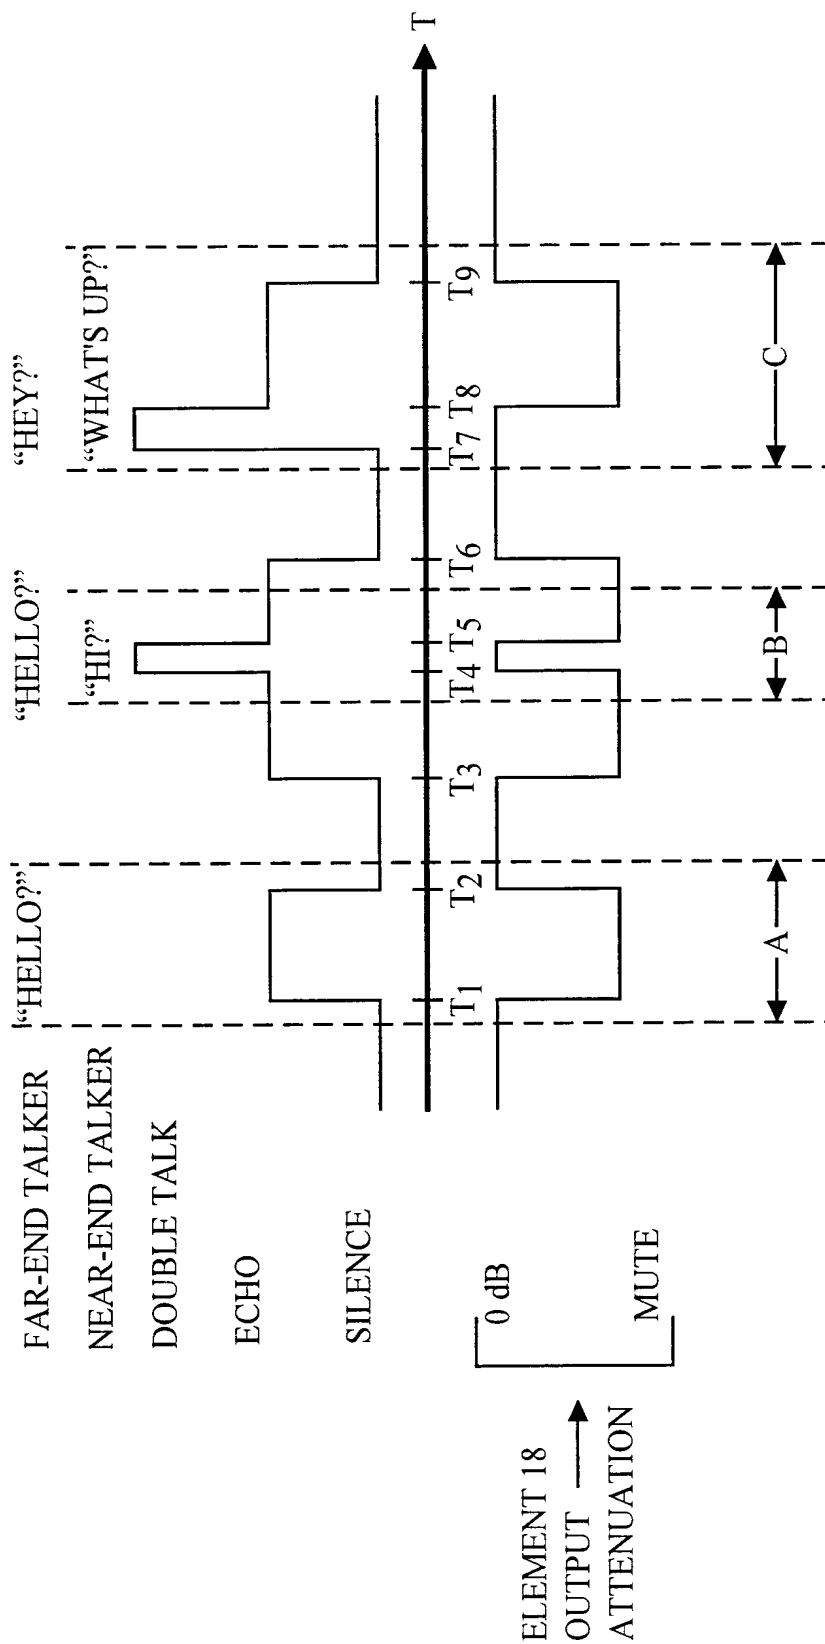 FAR-END TALKER
“HELLO?”
“HELLO?”
“HEY?”
NEAR-END TALKER
“HI?”
“WHAT'S UP?”
DOUBLE TALK
ECHO
SILENCE
T
T1
T2
T3
T4
T5
T6
T7
T8
T9
ELEMENT 18
OUTPUT
ATTENUATION
0 dB
MUTE
A
B
C